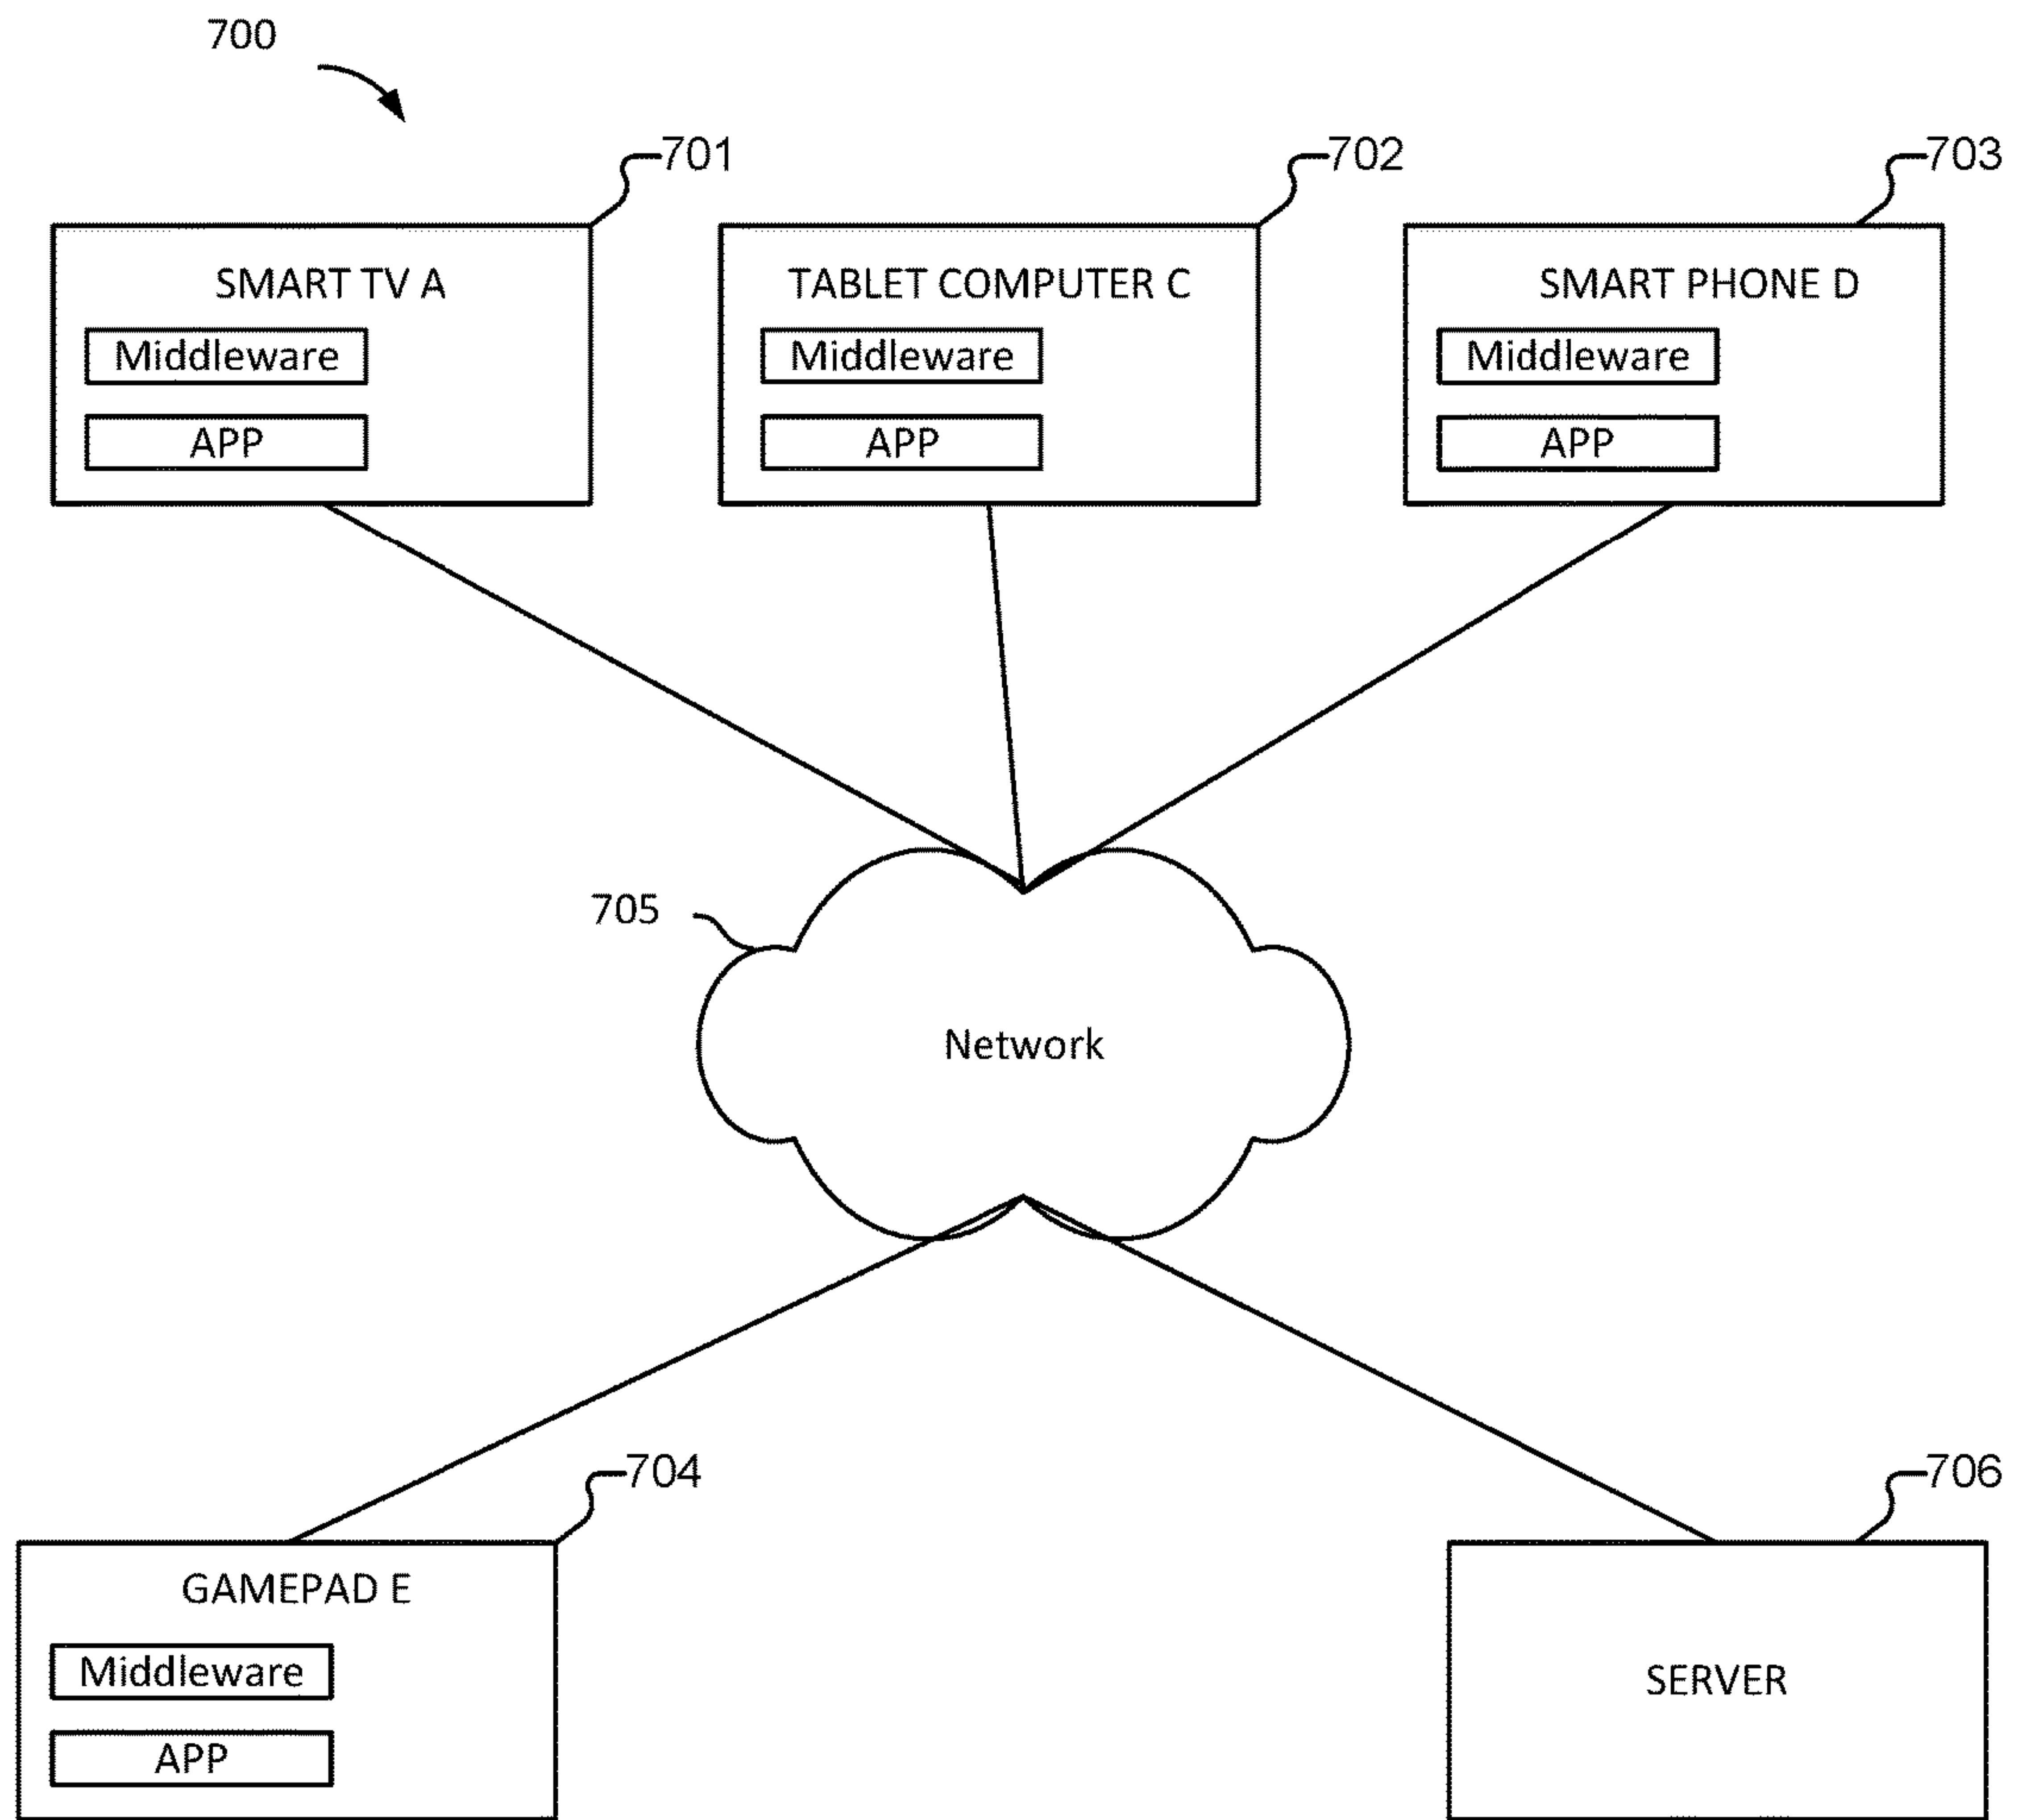 700
701
702
703
SMART TV A
TABLET COMPUTER C
SMART PHONE D
Middleware
Middleware
Middleware
APP
APP
APP
705
Network
704
706
GAMEPAD E
Middleware
APP
SERVER